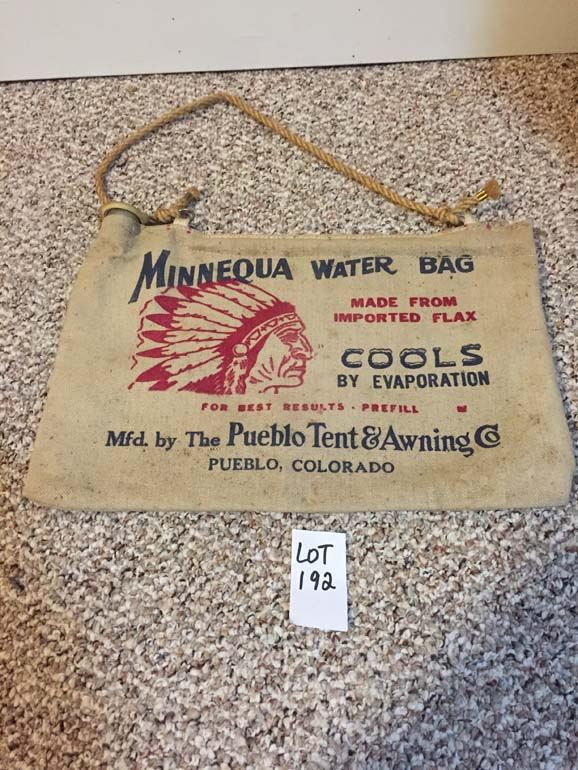 MINNEQUA WATER BAG
MADE FROM
IMPORTED FLAX
COOLS
BY EVAPORATION
FOR BEST RESULTS - PREFILL
Mfd. by The Pueblo Tent & Awning Co
PUEBLO, COLORADO
LOT
192